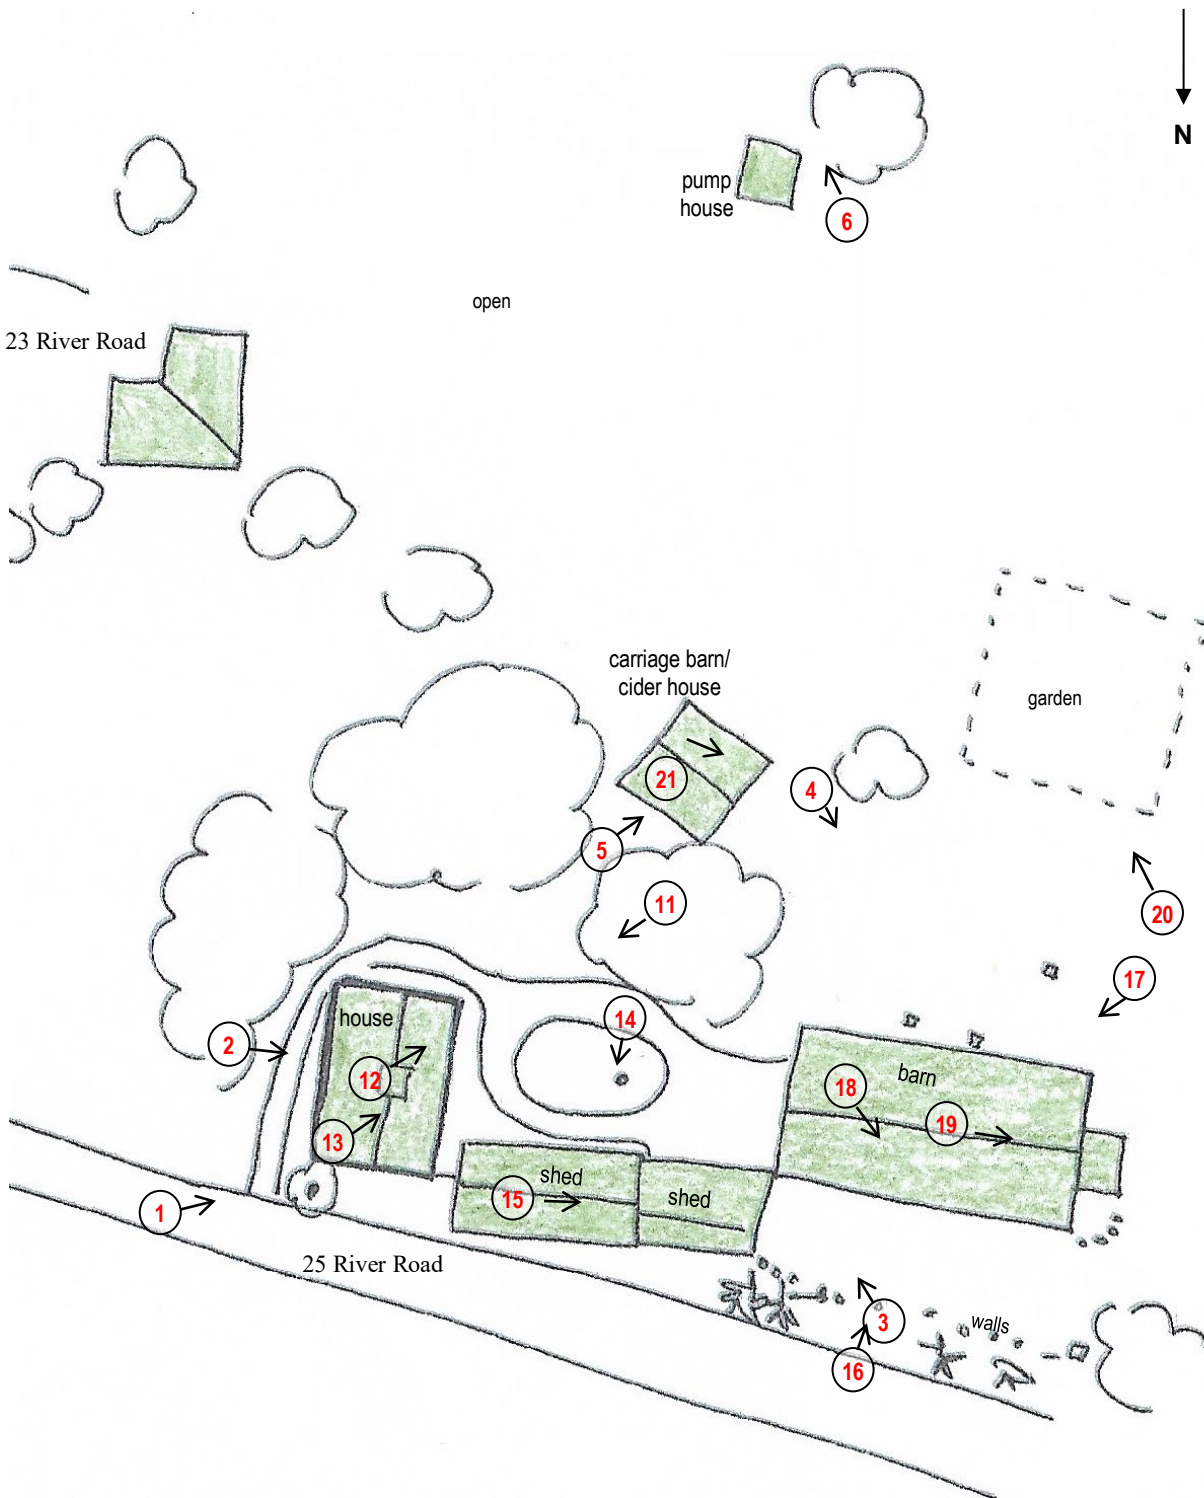 N
pump
house
6
open
23 River Road
carriage barn/
cider house
garden
21
4
5
11
20
17
house
14
2
12
barn
18
19
13
shed
15
shed
1
25 River Road
3
walls
16